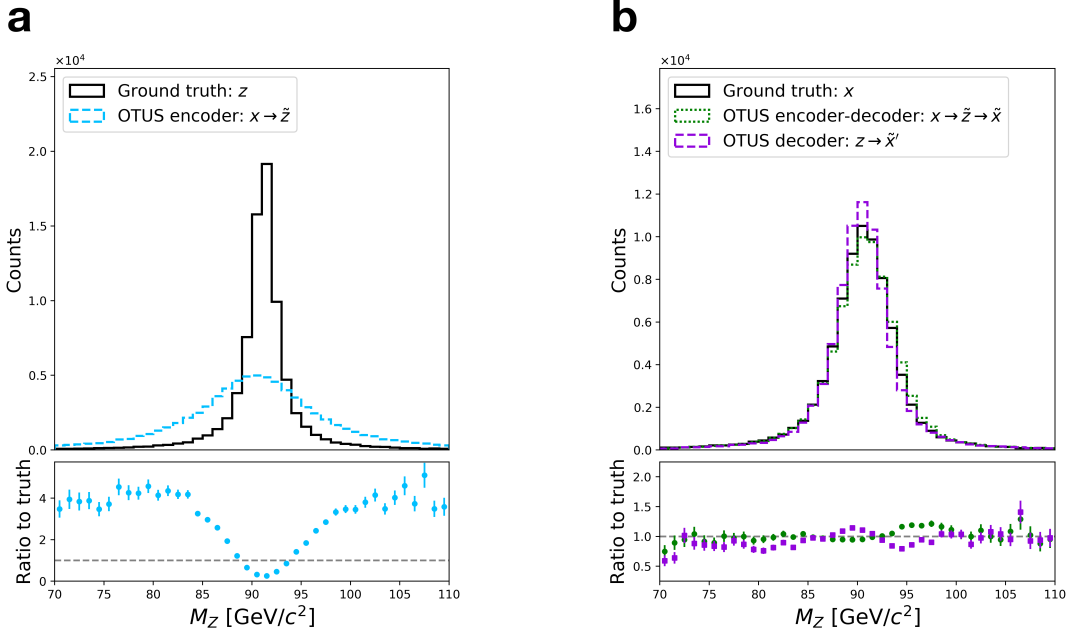 a
×10⁴
2.5
2.0
1.5
1.0
0.5
0.0
Counts
Ground truth: z
OTUS encoder: x → z̃
4
2
0
Ratio to truth
70 75 80 85 90 95 100 105 110
M_Z [GeV/c²]
b
×10⁴
1.6
1.4
1.2
1.0
0.8
0.6
0.4
0.2
0.0
Counts
Ground truth: x
OTUS encoder-decoder: x → z̃ → x̃
OTUS decoder: z → x̃′
2.0
1.5
1.0
0.5
Ratio to truth
70 75 80 85 90 95 100 105 110
M_Z [GeV/c²]